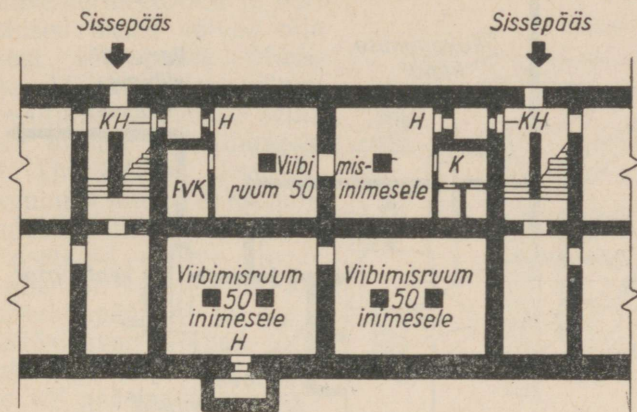 Sissepääs Sissepääs
KH H H KH
Viibi mis-
FVK ruum 50 inimesele K
Viibimisruum Viibimisruum
50 50
inimesele inimesele
H